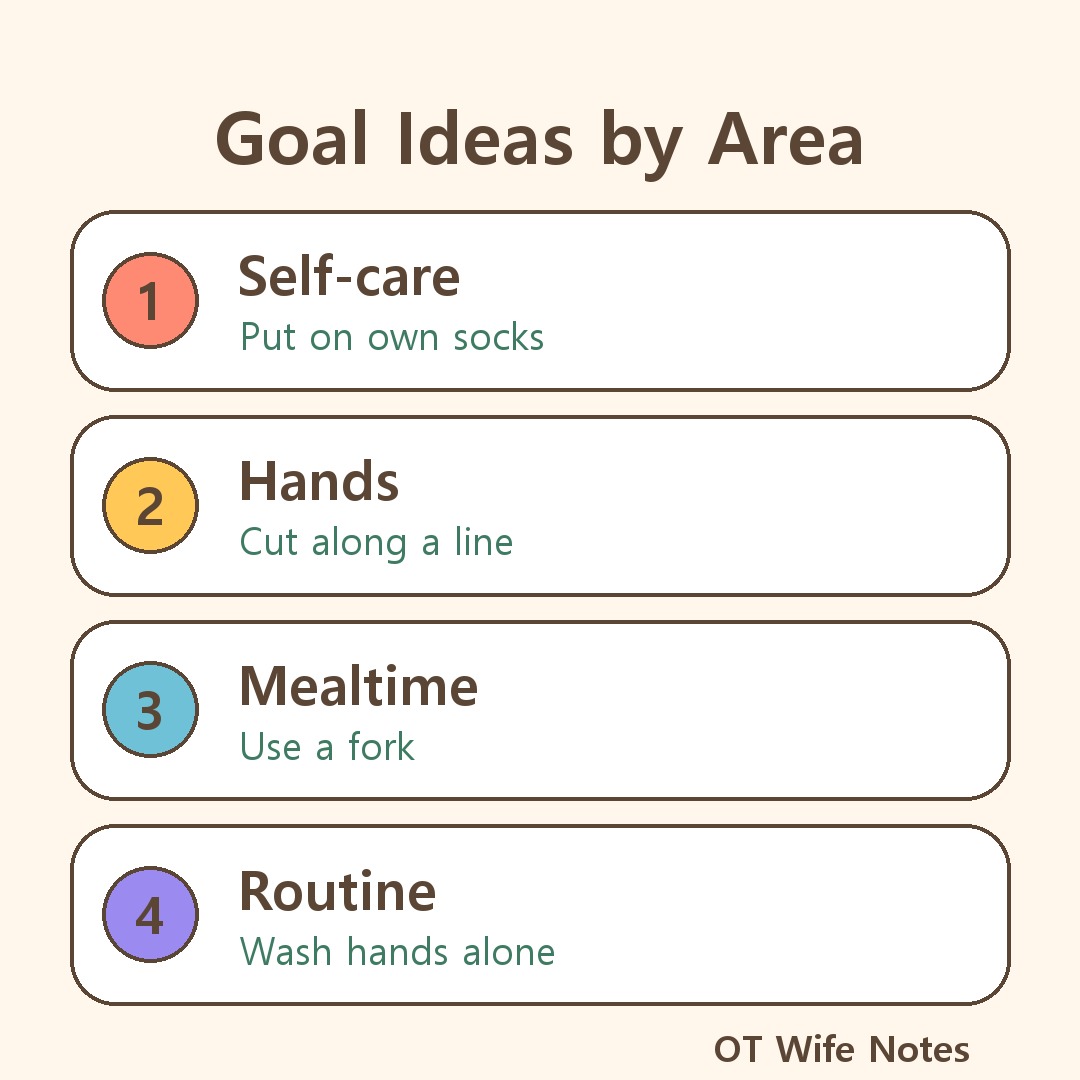 Goal Ideas by Area
1
Self-care
Put on own socks
2
Hands
Cut along a line
3
Mealtime
Use a fork
4
Routine
Wash hands alone
OT Wife Notes